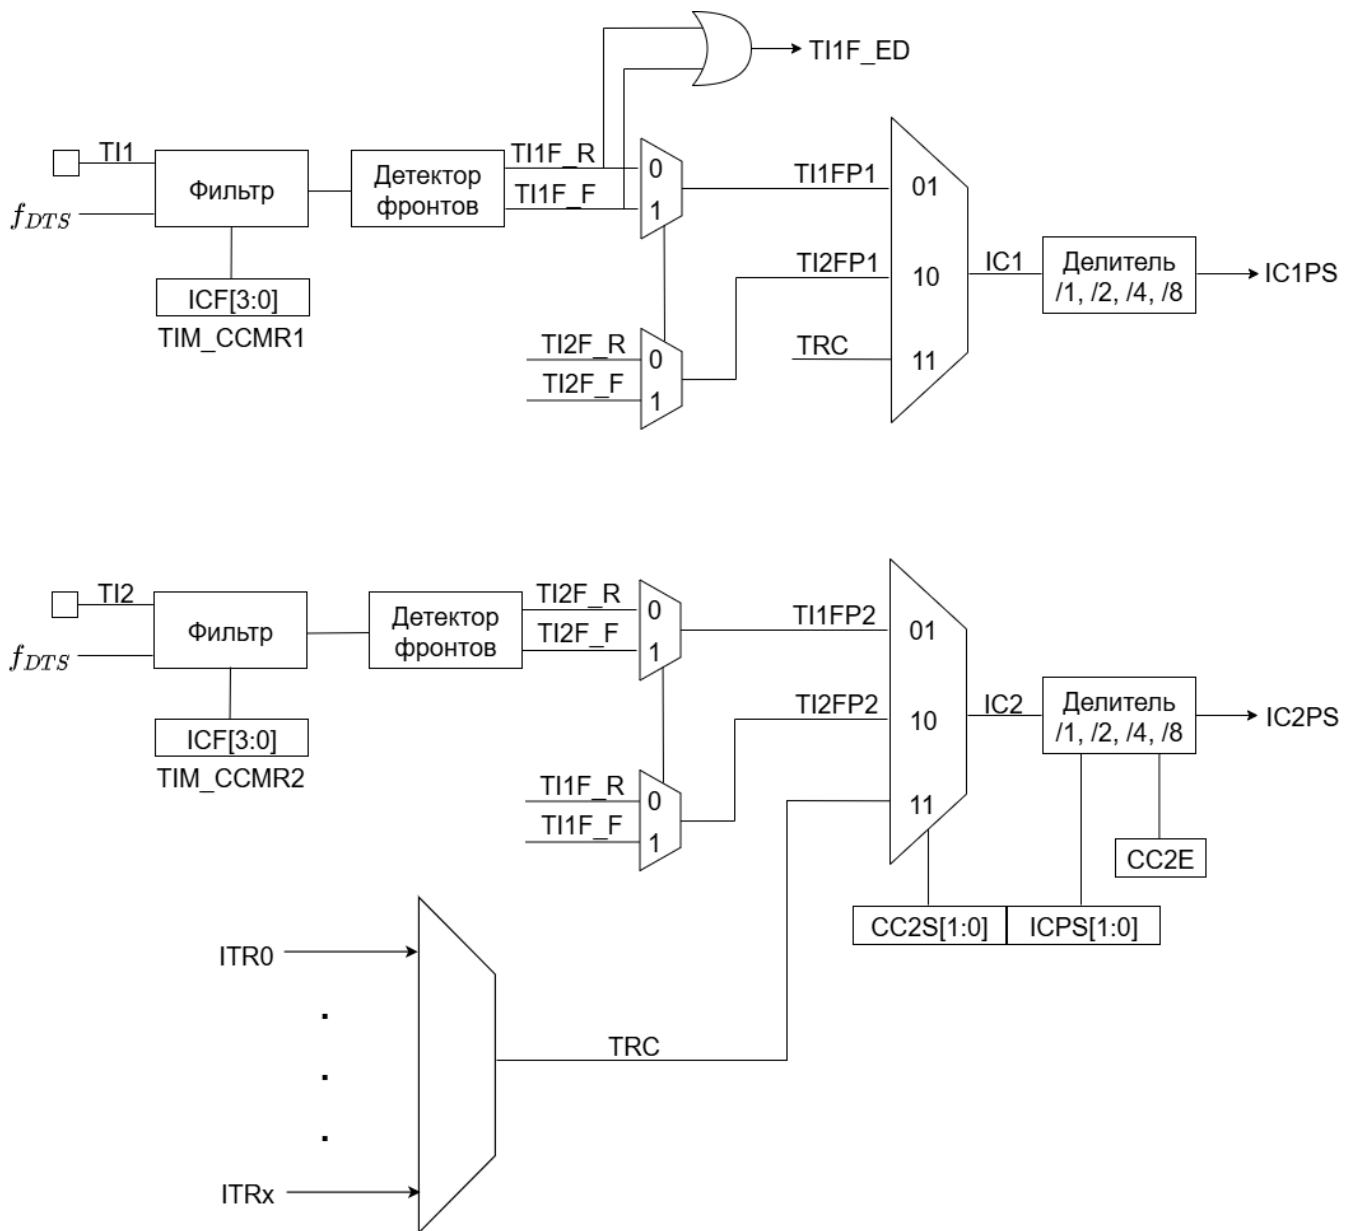 TI1F_ED
TI1
TI1F_R
TI1F_F
Фильтр
Детектор
фронтов
0
1
TI1FP1
01
f_DTS
TI2FP1
10
IC1
Делитель
/1, /2, /4, /8
IC1PS
ICF[3:0]
TIM_CCMR1
TI2F_R
TI2F_F
0
1
TRC
11
TI2
TI2F_R
TI2F_F
Фильтр
Детектор
фронтов
0
1
TI1FP2
01
f_DTS
TI2FP2
10
IC2
Делитель
/1, /2, /4, /8
IC2PS
ICF[3:0]
TIM_CCMR2
TI1F_R
TI1F_F
0
1
11
CC2E
CC2S[1:0]
ICPS[1:0]
ITR0
.
.
.
TRC
ITRx